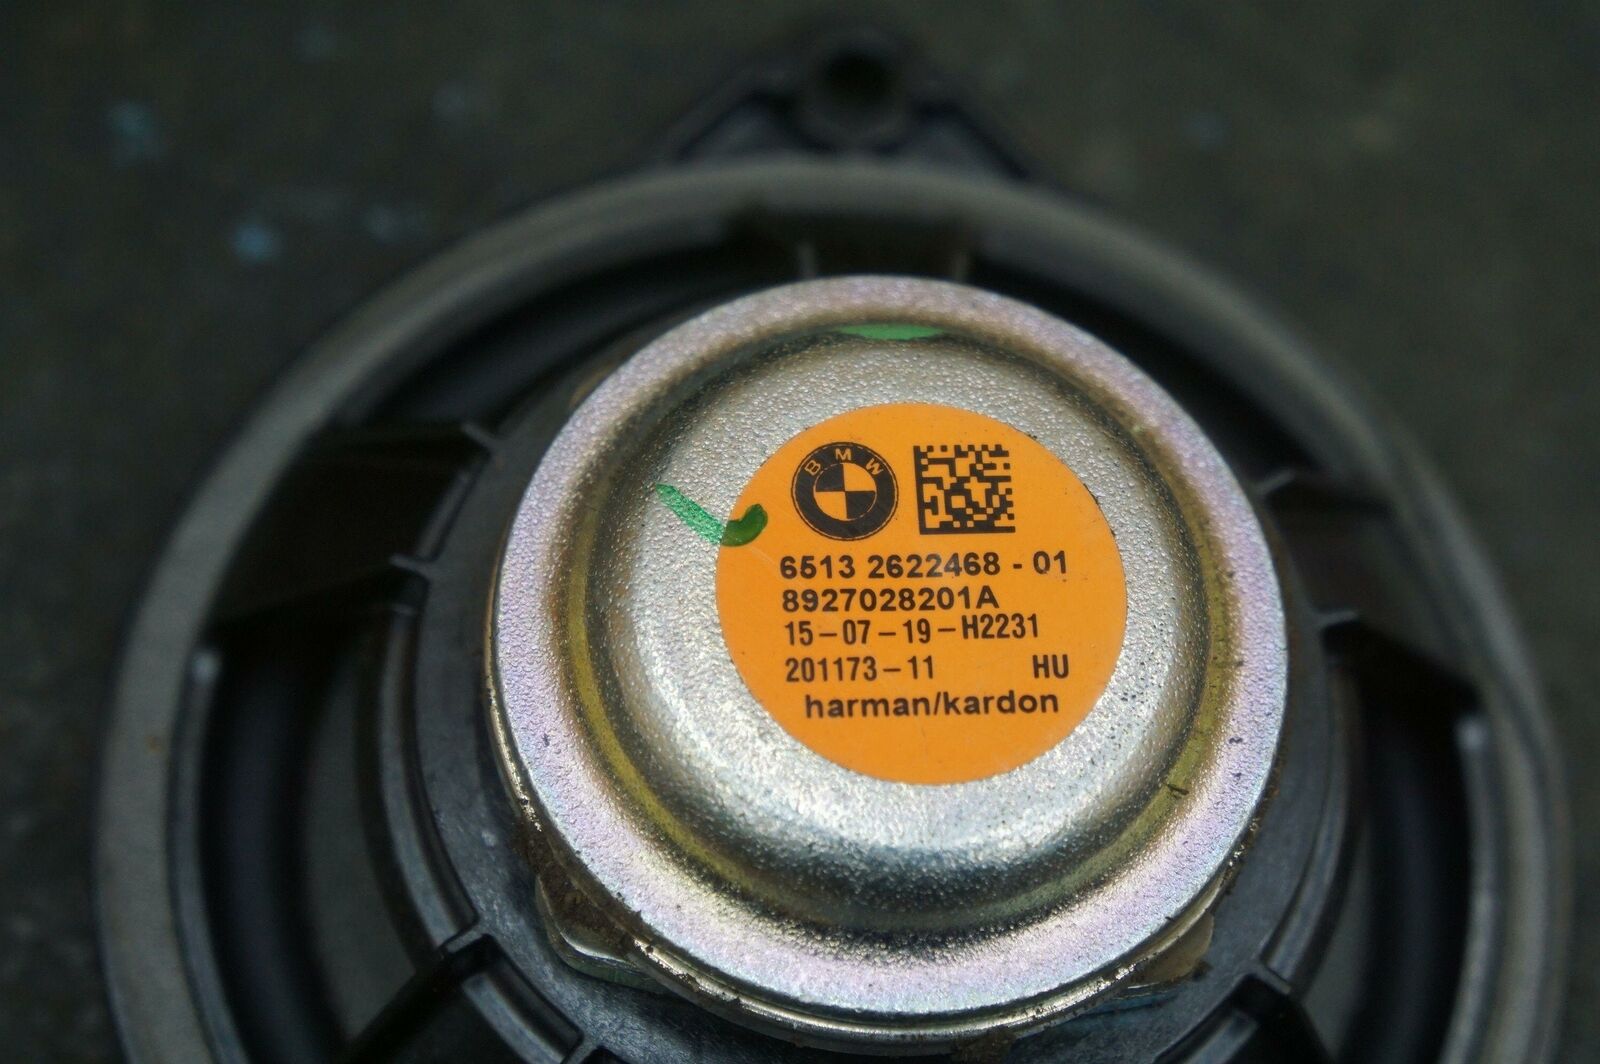 BMW
6513 2622468 - 01
8927028201A
15-07-19-H2231
201173-11 HU
harman/kardon